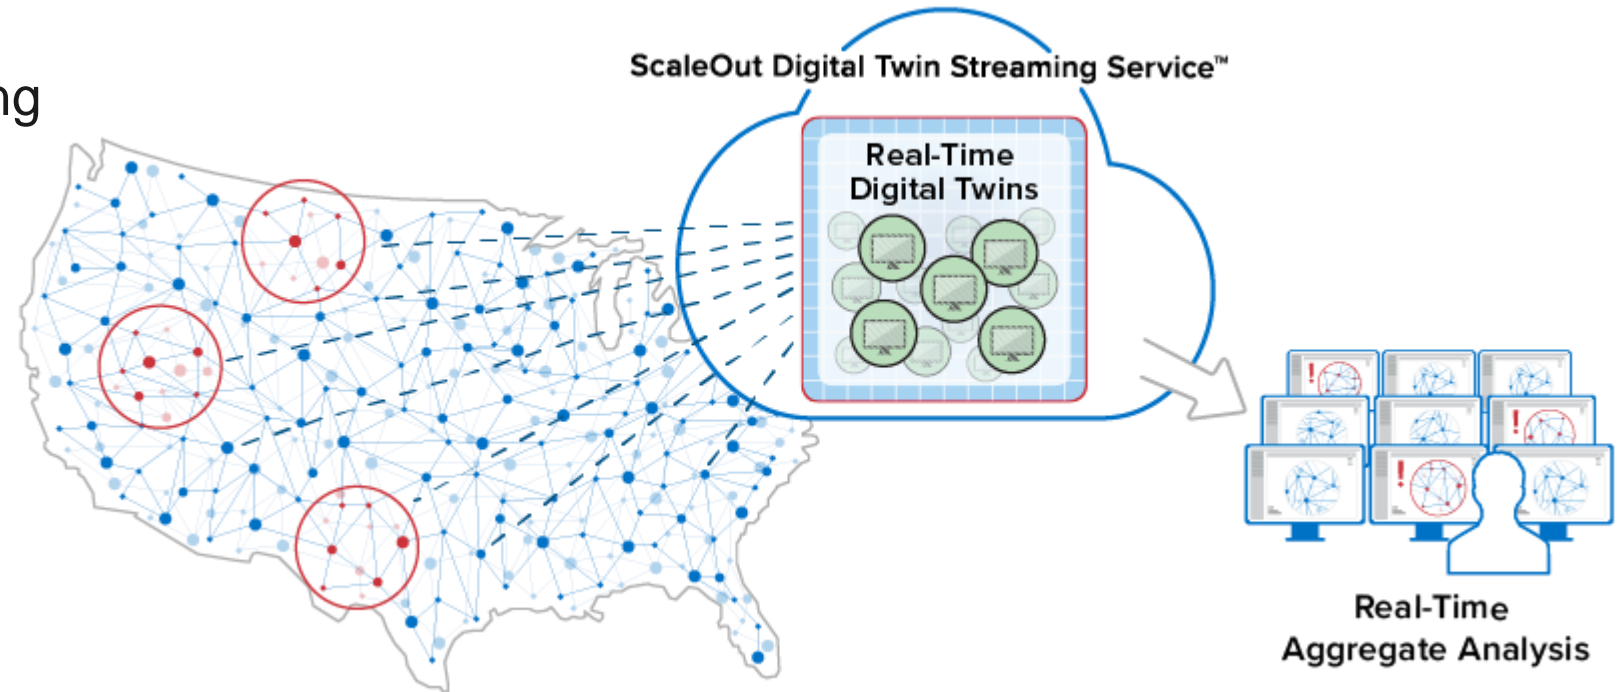 ng
ScaleOut Digital Twin Streaming Service™
Real-Time
Digital Twins
!
!
!
Real-Time
Aggregate Analysis